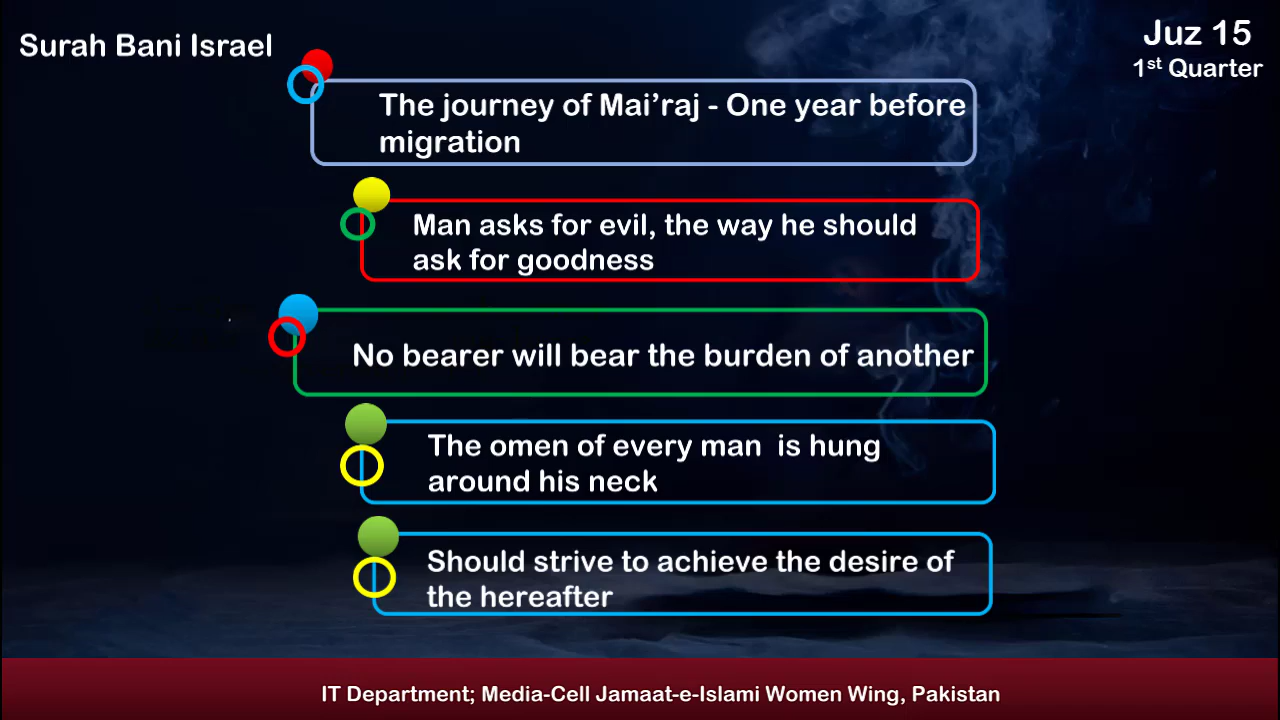 Surah Bani Israel
Juz 15
1st Quarter
The journey of Mai’raj - One year before
migration
Man asks for evil, the way he should
ask for goodness
No bearer will bear the burden of another
The omen of every man  is hung
around his neck
Should strive to achieve the desire of
the hereafter
IT Department; Media-Cell Jamaat-e-Islami Women Wing, Pakistan